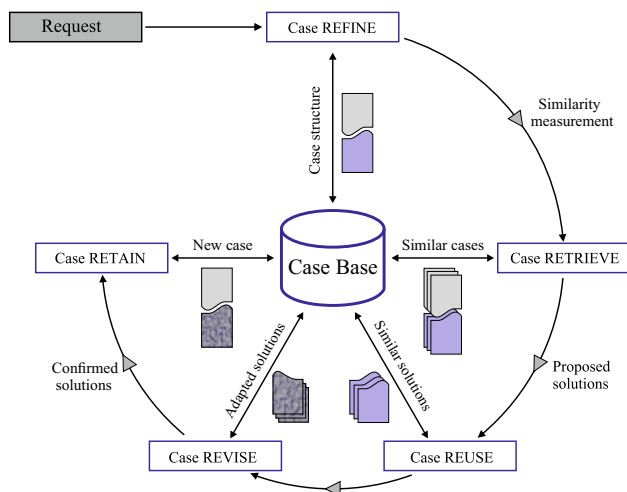 Request
Case REFINE
Similarity
measurement
Case structure
New case
Similar cases
Case RETAIN
Case Base
Case RETRIEVE
Adapted solutions
Similar solutions
Confirmed
solutions
Proposed
solutions
Case REVISE
Case REUSE